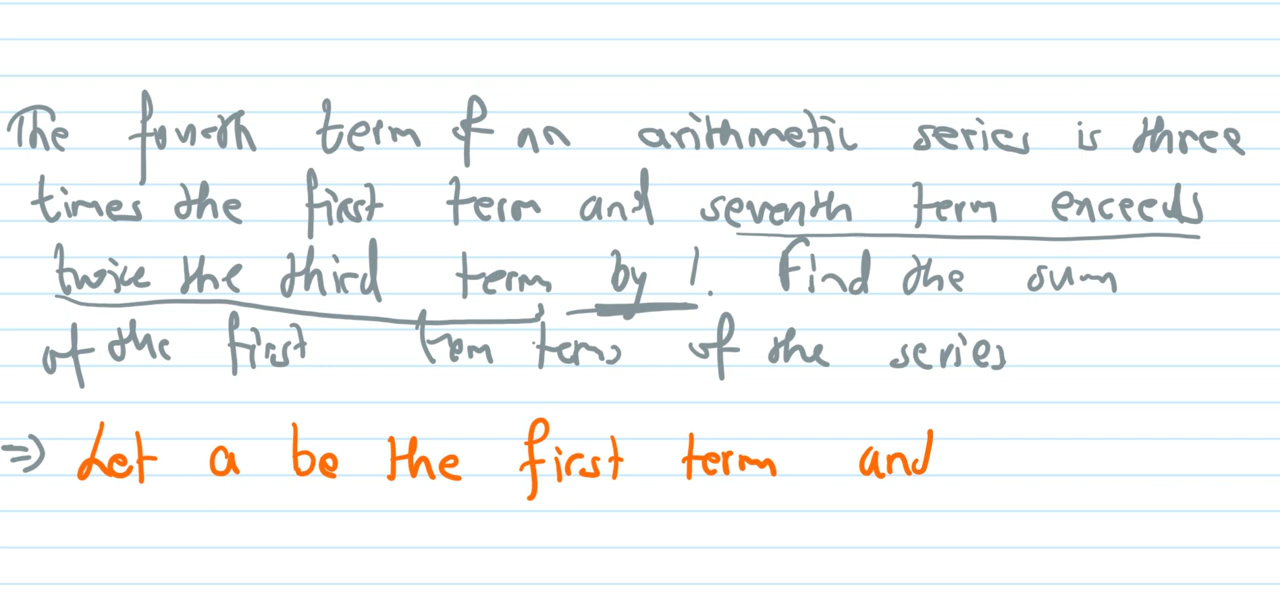 The fourth term of an arithmetic series is three
times the first term and seventh term exceeds
twice the third term by 1. Find the sum
of the first terms of the series
⇒ Let a be the first term and